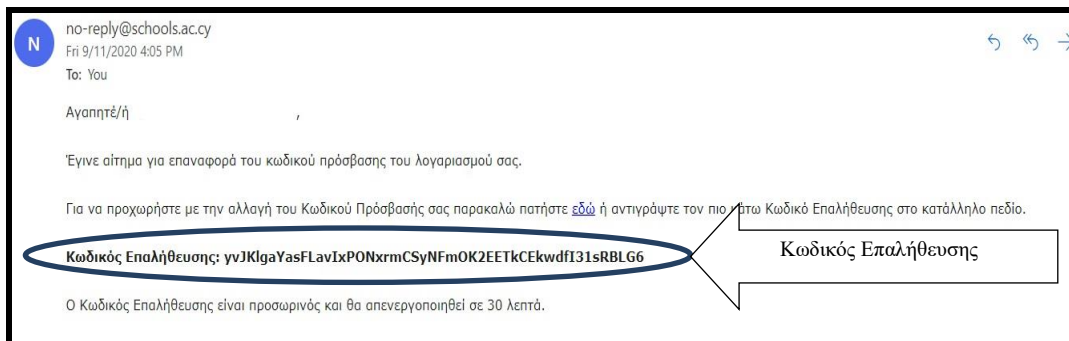 N
no-reply@schools.ac.cy
Fri 9/11/2020 4:05 PM
To: You
Αγαπητέ/ή ,
Έγινε αίτημα για επαναφορά του κωδικού πρόσβασης του λογαριασμού σας.
Για να προχωρήστε με την αλλαγή του Κωδικού Πρόσβασής σας παρακαλώ πατήστε εδώ ή αντιγράψτε τον πιο κάτω Κωδικό Επαλήθευσης στο κατάλληλο πεδίο.
Κωδικός Επαλήθευσης: yvJKlgaYasFLavIxPONxrmCSyNFmOK2EETkCEkwdfI31sRBLG6
Κωδικός Επαλήθευσης
Ο Κωδικός Επαλήθευσης είναι προσωρινός και θα απενεργοποιηθεί σε 30 λεπτά.